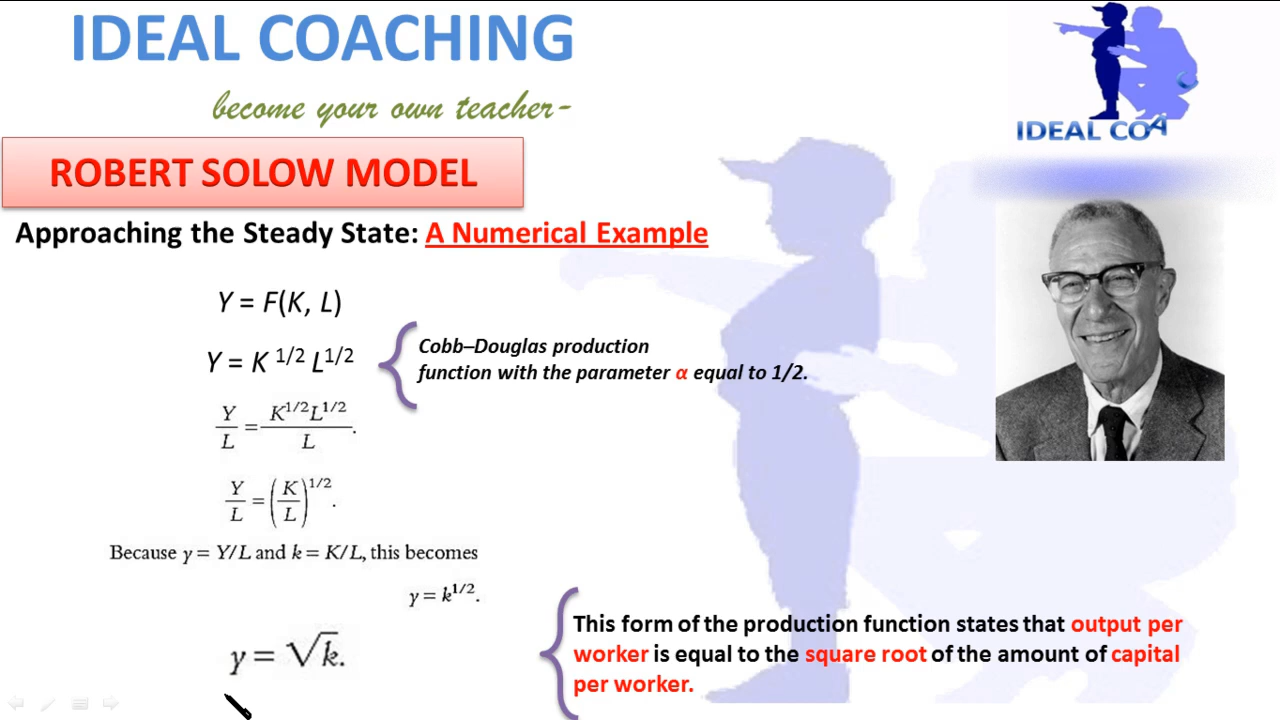 IDEAL COACHING
become your own teacher-
IDEAL COA
ROBERT SOLOW MODEL
Approaching the Steady State: A Numerical Example
Y = F(K, L)
Y = K 1/2 L1/2
Cobb–Douglas production
function with the parameter α equal to 1/2.
Y/L = K1/2L1/2/L.
Y/L = (K/L)1/2.
Because y = Y/L and k = K/L, this becomes
y = k1/2.
y = √k.
This form of the production function states that output per
worker is equal to the square root of the amount of capital
per worker.